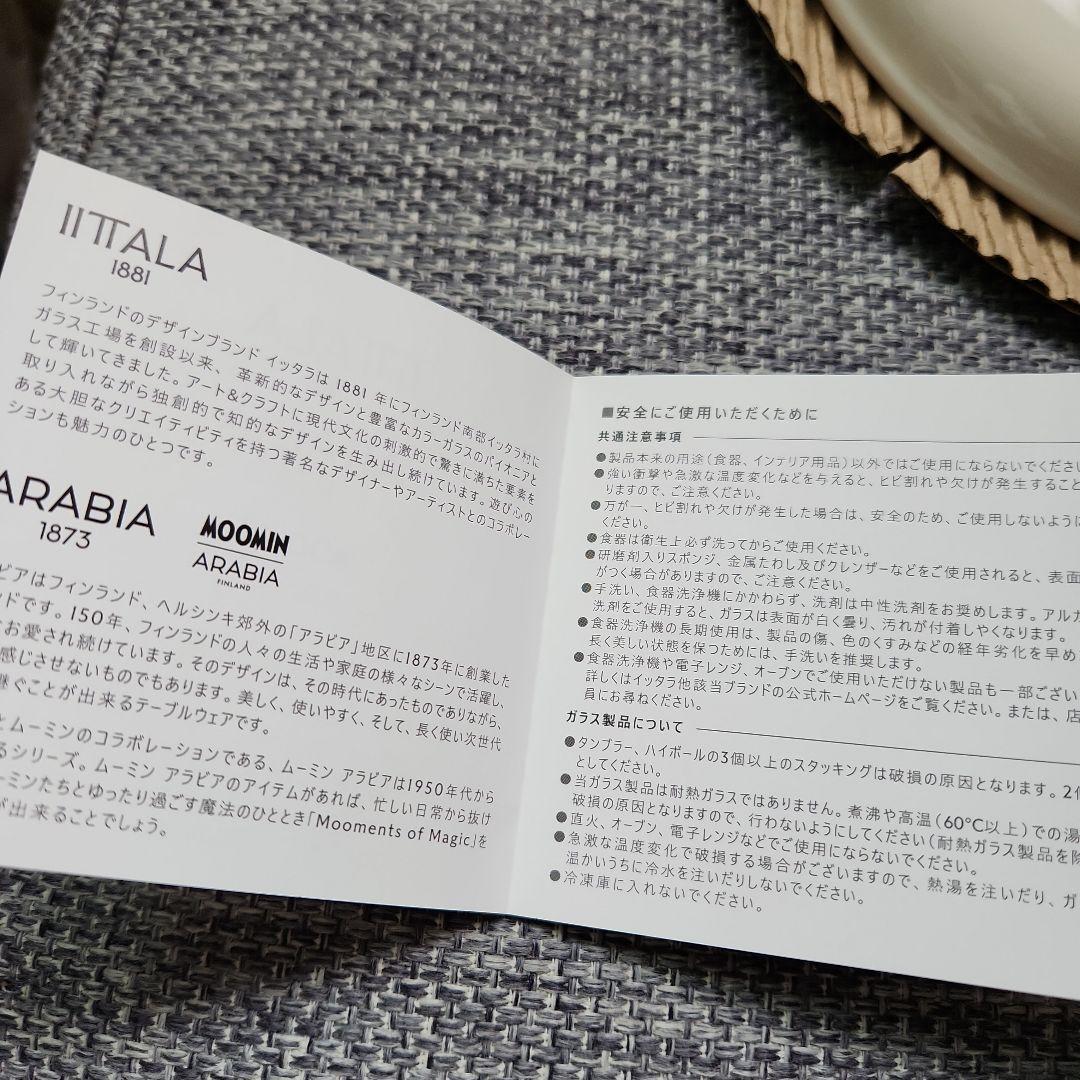 IITTALA
1881
フィンランドのデザインブランド イッタラは 1881 年にフィンランド南部イッタラ村に
ガラス工場を創設以来、革新的なデザインと豊富なカラーガラスのパイオニアと
して輝いてきました。アート&クラフトに現代文化の刺激的で驚きに満ちた要素を
取り入れながら独創的で知的なデザインを生み出し続けています。遊び心の
ある大胆なクリエイティビティを持つ著名なデザイナーやアーティストとのコラボレー
ションも魅力のひとつです。
ARABIA
1873
MOOMIN
ARABIA
FINLAND
ビアはフィンランド、ヘルシンキ郊外の「アラビア」地区に1873年に創業した
ンドです。150年、フィンランドの人々の生活や家庭の様々なシーンで活躍し、
お愛され続けています。そのデザインは、その時代にあったものでありながら、
感じさせないものでもあります。美しく、使いやすく、そして、長く使い次世代
継ぐことが出来るテーブルウェアです。
とムーミンのコラボレーションである、ムーミン アラビアは1950年代から
るシリーズ。ムーミン アラビアのアイテムがあれば、忙しい日常から抜け
ーミンたちとゆったり過ごす魔法のひととき「Mooments of Magic」を
が出来ることでしょう。
■安全にご使用いただくために
共通注意事項
●製品本来の用途(食器、インテリア用品)以外ではご使用にならないでくださ
●強い衝撃や急激な温度変化などを与えると、ヒビ割れや欠けが発生すること
りますので、ご注意ください。
●万が一、ヒビ割れや欠けが発生した場合は、安全のため、ご使用しないように
ください。
●食器は衛生上必ず洗ってからご使用ください。
●研磨剤入りスポンジ、金属たわし及びクレンザーなどをご使用されると、表面
がつく場合がありますので、ご注意ください。
●手洗い、食器洗浄機にかかわらず、洗剤は中性洗剤をお奨めします。アルカ
洗剤をご使用すると、ガラスは表面が白く曇り、汚れが付着しやくなります。
●食器洗浄機の長期使用は、製品の傷、色のくすみなどの経年劣化を早め
長く美しい状態を保つためには、手洗いを推奨します。
●食器洗浄機や電子レンジ、オーブンでご使用いただけない製品も一部ござい
詳しくはイッタラ他該当ブランドの公式ホームページをご覧ください。または、店
員にお尋ねください。
ガラス製品について
●タンブラー、ハイボールの3個以上のスタッキングは破損の原因となります。2個
としてください。
●当ガラス製品は耐熱ガラスではありません。煮沸や高温(60℃以上)での湯
破損の原因となりますので、行わないようにしてください(耐熱ガラス製品を除
●直火、オーブン、電子レンジなどでご使用にならないでください。
●急激な温度変化で破損する場合がございますので、熱湯を注いだり、ガ
温かいうちに冷水を注いだりしないでください。
●冷凍庫に入れないでください。